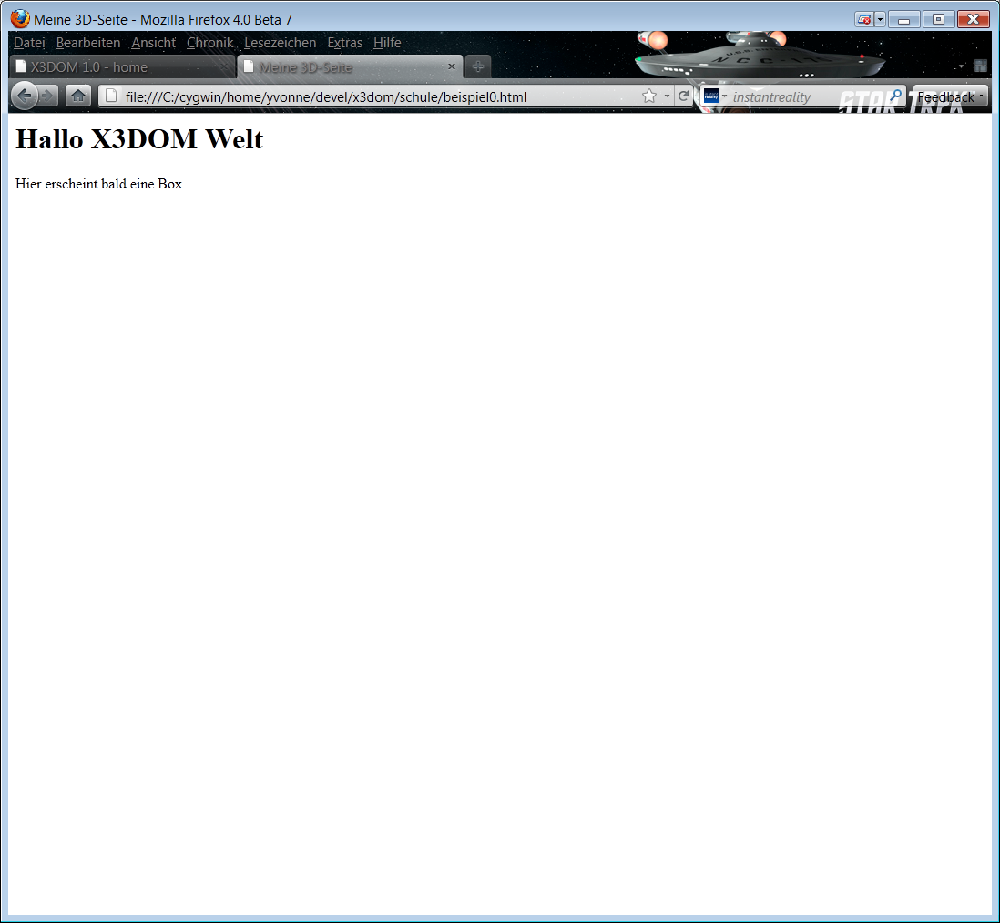 Meine 3D-Seite - Mozilla Firefox 4.0 Beta 7
Datei Bearbeiten Ansicht Chronik Lesezeichen Extras Hilfe
X3DOM 1.0 - home
Meine 3D-Seite
file:///C:/cygwin/home/yvonne/devel/x3dom/schule/beispiel0.html
instantreality
Feedback
STAR TREK
Hallo X3DOM Welt
Hier erscheint bald eine Box.